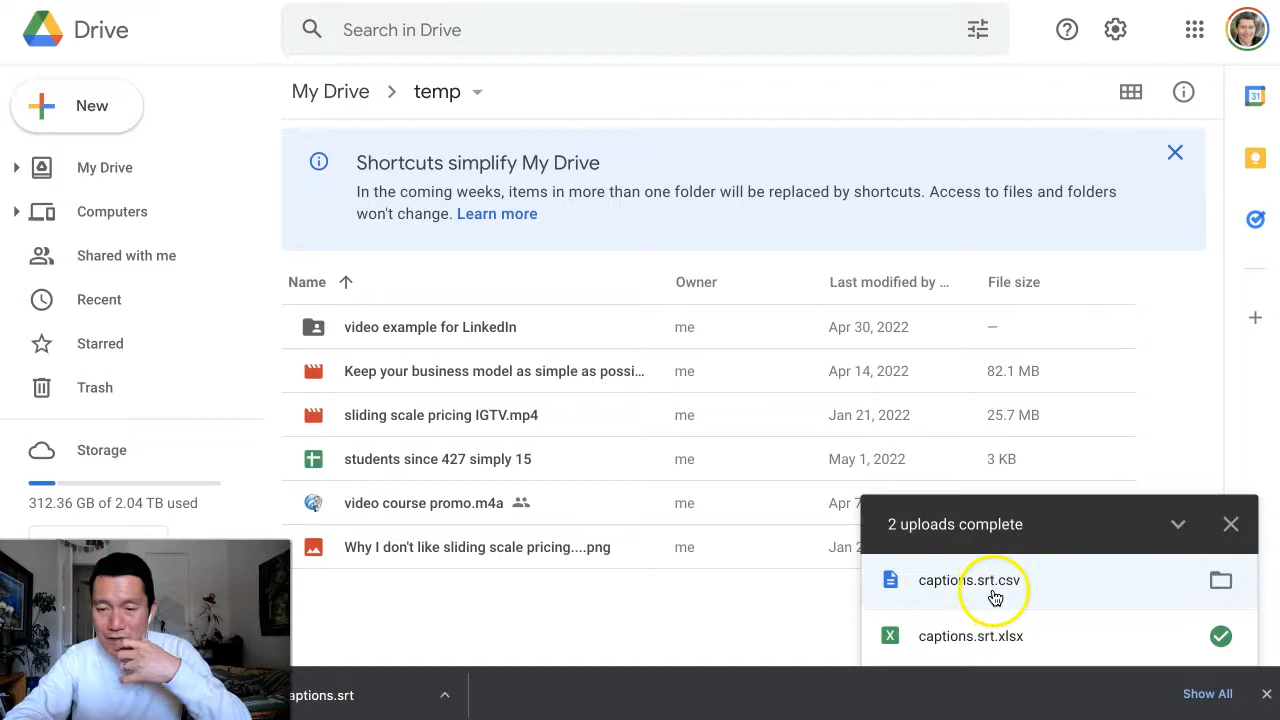 Drive
Search in Drive
New
My Drive
Computers
Shared with me
Recent
Starred
Trash
Storage
312.36 GB of 2.04 TB used
My Drive > temp
Shortcuts simplify My Drive
In the coming weeks, items in more than one folder will be replaced by shortcuts. Access to files and folders
won't change. Learn more
Name Owner Last modified by ... File size
video example for LinkedIn me Apr 30, 2022 —
Keep your business model as simple as possi... me Apr 14, 2022 82.1 MB
sliding scale pricing IGTV.mp4 me Jan 21, 2022 25.7 MB
students since 427 simply 15 me May 1, 2022 3 KB
video course promo.m4a me Apr 7
Why I don't like sliding scale pricing....png me Jan 2
31
2 uploads complete
captions.srt.csv
X captions.srt.xlsx
aptions.srt
Show All